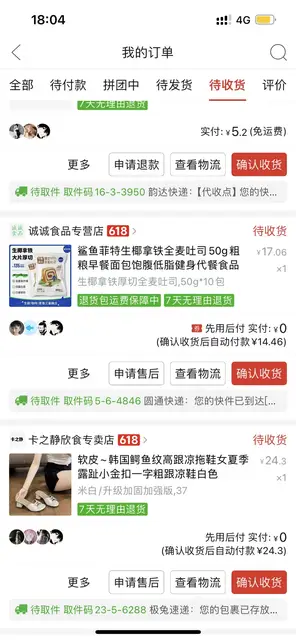 18:04
4G
我的订单
全部 待付款 拼团中 待发货 待收货 评价
7天无理由退货
实付: ¥5.2 (免运费)
更多 申请退款 查看物流 确认收货
待取件 取件码16-3-3950 韵达快递:【代收点】您的快...
诚诚食品专营店 618 待收货
鲨鱼菲特生椰拿铁全麦吐司50g粗
¥17.06
粮早餐面包饱腹低脂健身代餐食品
×1
生椰拿铁厚切全麦吐司,50g*10包
退货包运费保障中 7天无理由退货
生椰拿铁
大片厚切
先用后付 实付: ¥0
(确认收货后自动付款¥14.46)
更多 申请售后 查看物流 确认收货
待取件 取件码5-6-4846 圆通快递: 您的快件已到达[...
卡之静欣食专卖店 618 待收货
软皮~韩国鳄鱼纹高跟凉拖鞋女夏季
¥24.3
露趾小金扣一字粗跟凉鞋白色
×1
米白/升级加固加强版,37
7天无理由退货
先用后付 实付: ¥0
(确认收货后自动付款¥24.3)
更多 申请售后 查看物流 确认收货
待取件 取件码23-5-6288 极兔速递: 您的包裹已存放...